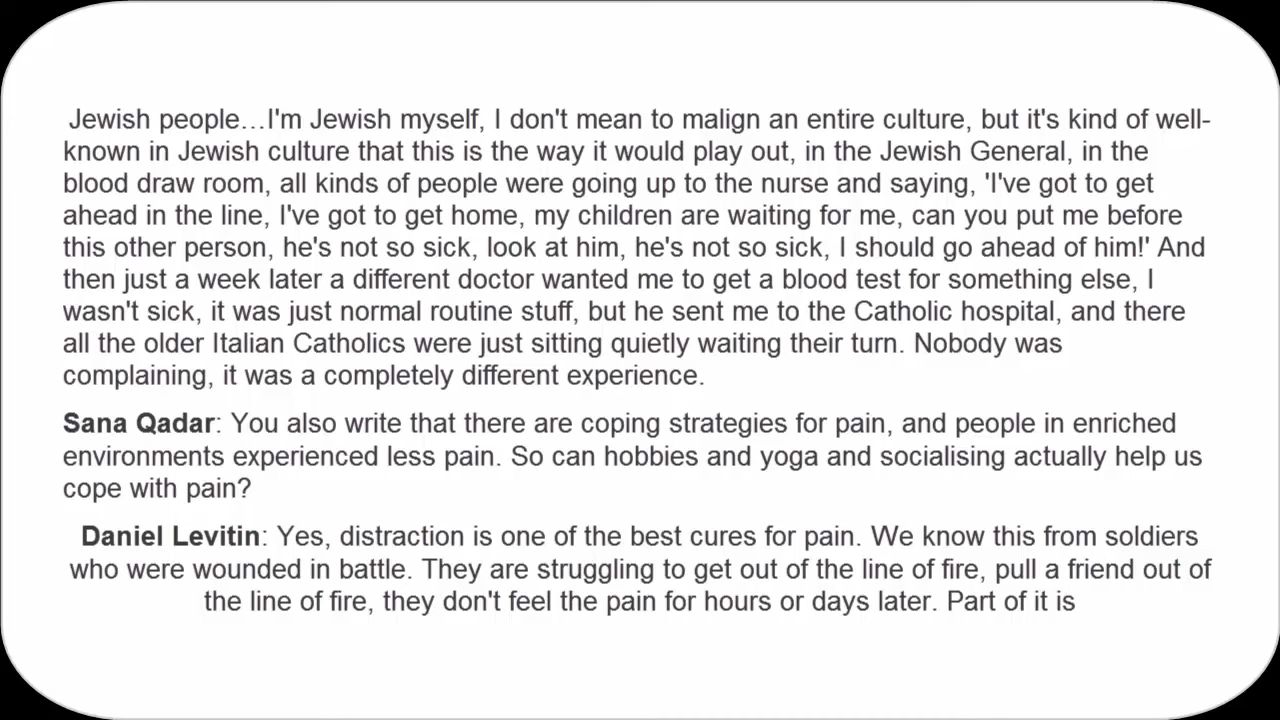 Jewish people…I'm Jewish myself, I don't mean to malign an entire culture, but it's kind of well-
known in Jewish culture that this is the way it would play out, in the Jewish General, in the
blood draw room, all kinds of people were going up to the nurse and saying, 'I've got to get
ahead in the line, I've got to get home, my children are waiting for me, can you put me before
this other person, he's not so sick, look at him, he's not so sick, I should go ahead of him!' And
then just a week later a different doctor wanted me to get a blood test for something else, I
wasn't sick, it was just normal routine stuff, but he sent me to the Catholic hospital, and there
all the older Italian Catholics were just sitting quietly waiting their turn. Nobody was
complaining, it was a completely different experience.
Sana Qadar: You also write that there are coping strategies for pain, and people in enriched
environments experienced less pain. So can hobbies and yoga and socialising actually help us
cope with pain?
Daniel Levitin: Yes, distraction is one of the best cures for pain. We know this from soldiers
who were wounded in battle. They are struggling to get out of the line of fire, pull a friend out of
the line of fire, they don't feel the pain for hours or days later. Part of it is